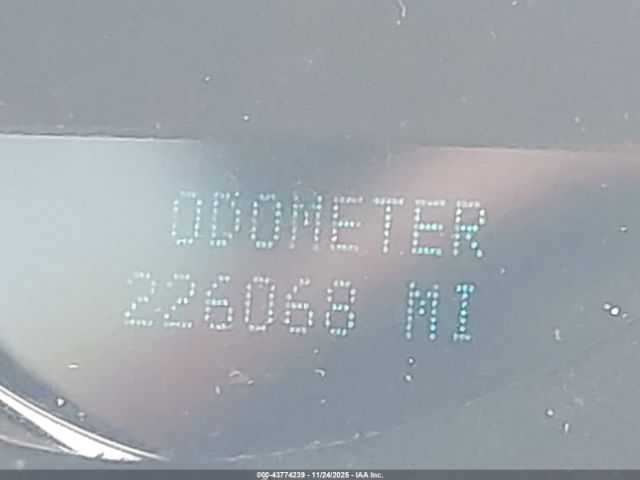 ODOMETER
226068 MI
000-43774239 - 11/24/2025 - IAA Inc.